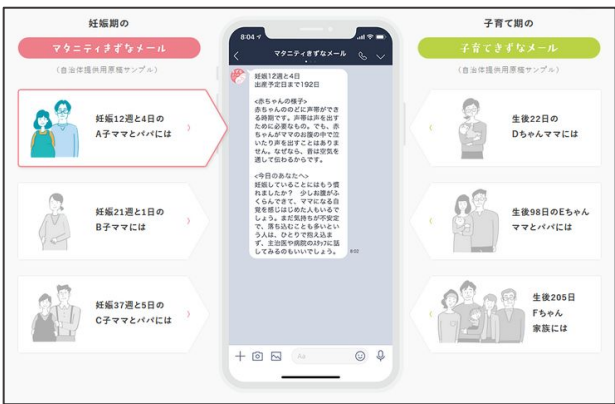 妊娠期の
マタニティきずなメール
(自治体提供用原稿サンプル)
妊娠12週と4日の
A子ママとパパには
妊娠21週と1日の
B子ママには
妊娠37週と5日の
C子ママとパパには
8:04
マタニティきずなメール
妊娠12週と4日
出産予定日まで192日
<赤ちゃんの様子>
赤ちゃんののどに声帯ができ
る時期です。声帯は声を出す
ために必要なもの。でも、赤
ちゃんがママのお腹の中で泣
いたり声を出すことはありま
せん。なぜなら、音は空気を
通して伝わるからです。
<今日のあなたへ>
妊娠していることにはもう慣
れましたか? 少しお腹がふ
くらんできて、ママになる自
覚を感じはじめた人もいるで
しょう。まだ気持ちが不安定
で、落ち込むことも多いとい
う人は、ひとりで抱え込ま
ず、主治医や病院のスタッフに話
してみるのもいいでしょう。
8:02
Aa
子育て期の
子育てきずなメール
(自治体提供用原稿サンプル)
生後22日の
Dちゃんママには
生後98日のEちゃん
ママとパパには
生後205日
Fちゃん
家族には